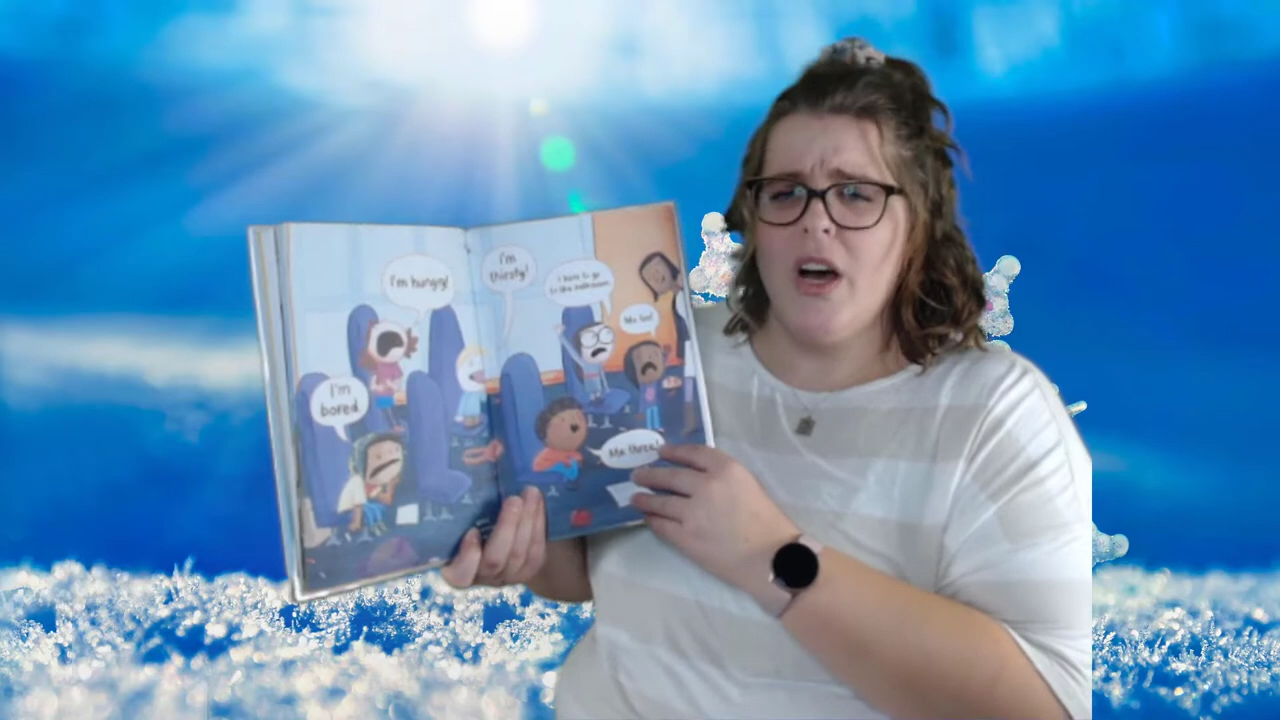 I'm hungry!
I'm
thirsty!
I have to go
to the bathroom.
Me too!
I'm
bored.
Me three!